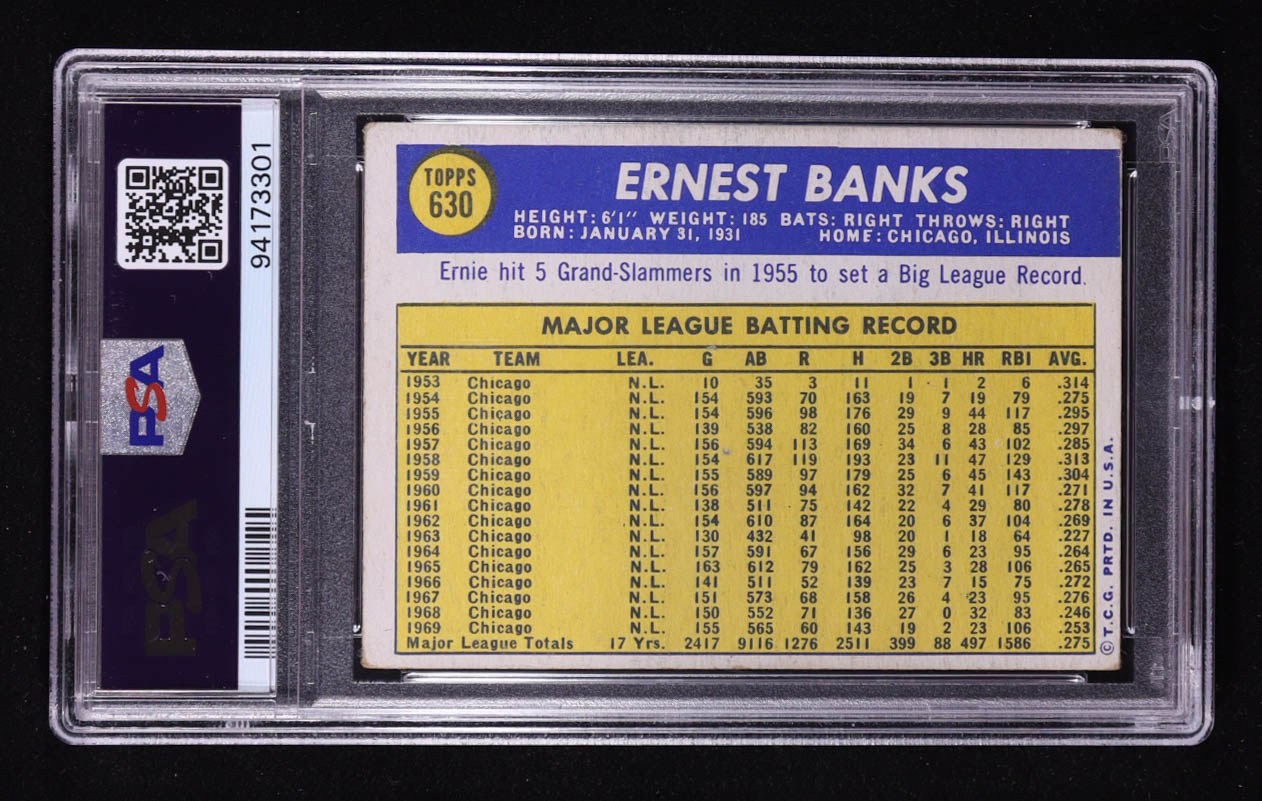 94173301
PSA
PSA
TOPPS
630
ERNEST BANKS
HEIGHT: 6'1" WEIGHT: 185 BATS: RIGHT THROWS: RIGHT
BORN: JANUARY 31, 1931 HOME: CHICAGO, ILLINOIS
Ernie hit 5 Grand-Slammers in 1955 to set a Big League Record.
MAJOR LEAGUE BATTING RECORD
YEAR TEAM LEA. G AB R H 2B 3B HR RBI AVG.
1953 Chicago N.L. 10 35 3 11 1 1 2 6 .314
1954 Chicago N.L. 154 593 70 163 19 7 19 79 .275
1955 Chicago N.L. 154 596 98 176 29 9 44 117 .295
1956 Chicago N.L. 139 538 82 160 25 8 28 85 .297
1957 Chicago N.L. 156 594 113 169 34 6 43 102 .285
1958 Chicago N.L. 154 617 119 193 23 11 47 129 .313
1959 Chicago N.L. 155 589 97 179 25 6 45 143 .304
1960 Chicago N.L. 156 597 94 162 32 7 41 117 .271
1961 Chicago N.L. 138 511 75 142 22 4 29 80 .278
1962 Chicago N.L. 154 610 87 164 20 6 37 104 .269
1963 Chicago N.L. 130 432 41 98 20 1 18 64 .227
1964 Chicago N.L. 157 591 67 156 29 6 23 95 .264
1965 Chicago N.L. 163 612 79 162 25 3 28 106 .265
1966 Chicago N.L. 141 511 52 139 23 7 15 75 .272
1967 Chicago N.L. 151 573 68 158 26 4 23 95 .276
1968 Chicago N.L. 150 552 71 136 27 0 32 83 .246
1969 Chicago N.L. 155 565 60 143 19 2 23 106 .253
Major League Totals 17 Yrs. 2417 9116 1276 2511 399 88 497 1586 .275
© T.C.G. PRTD. IN U.S.A.